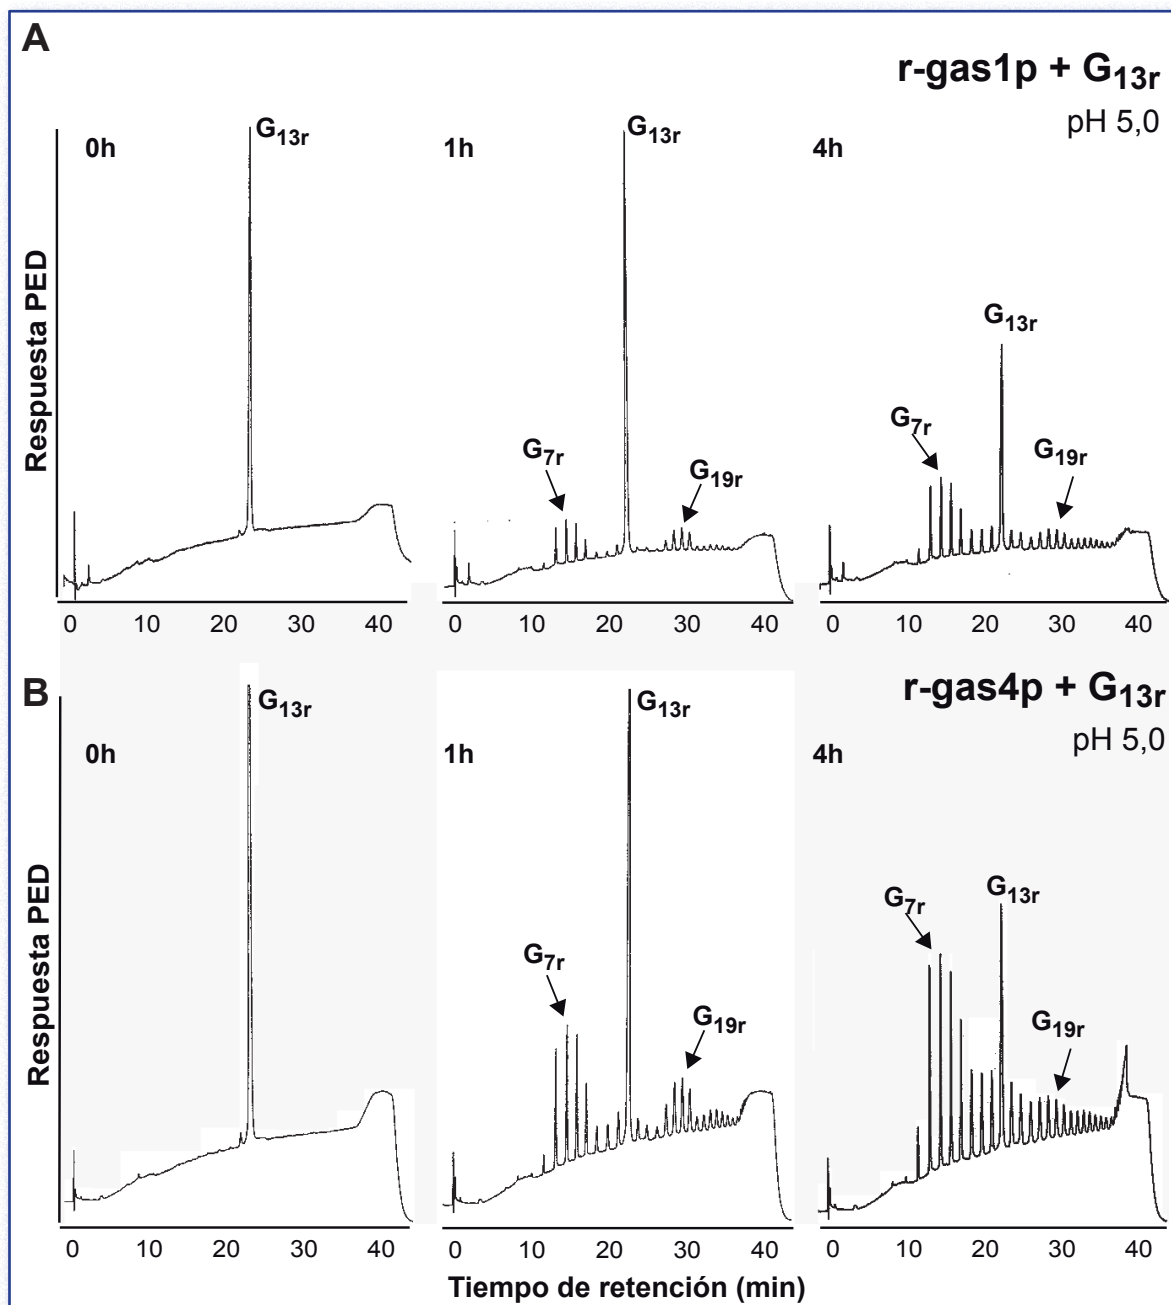 A
r-gas1p + G13r
pH 5,0
0h
G13r
1h
G13r
4h
G13r
G7r
G19r
G7r
G19r
Respuesta PED
0 10 20 30 40
0 10 20 30 40
0 10 20 30 40
B
r-gas4p + G13r
pH 5,0
0h
G13r
1h
G13r
4h
G13r
G7r
G19r
G7r
G19r
Respuesta PED
0 10 20 30 40
0 10 20 30 40
0 10 20 30 40
Tiempo de retención (min)